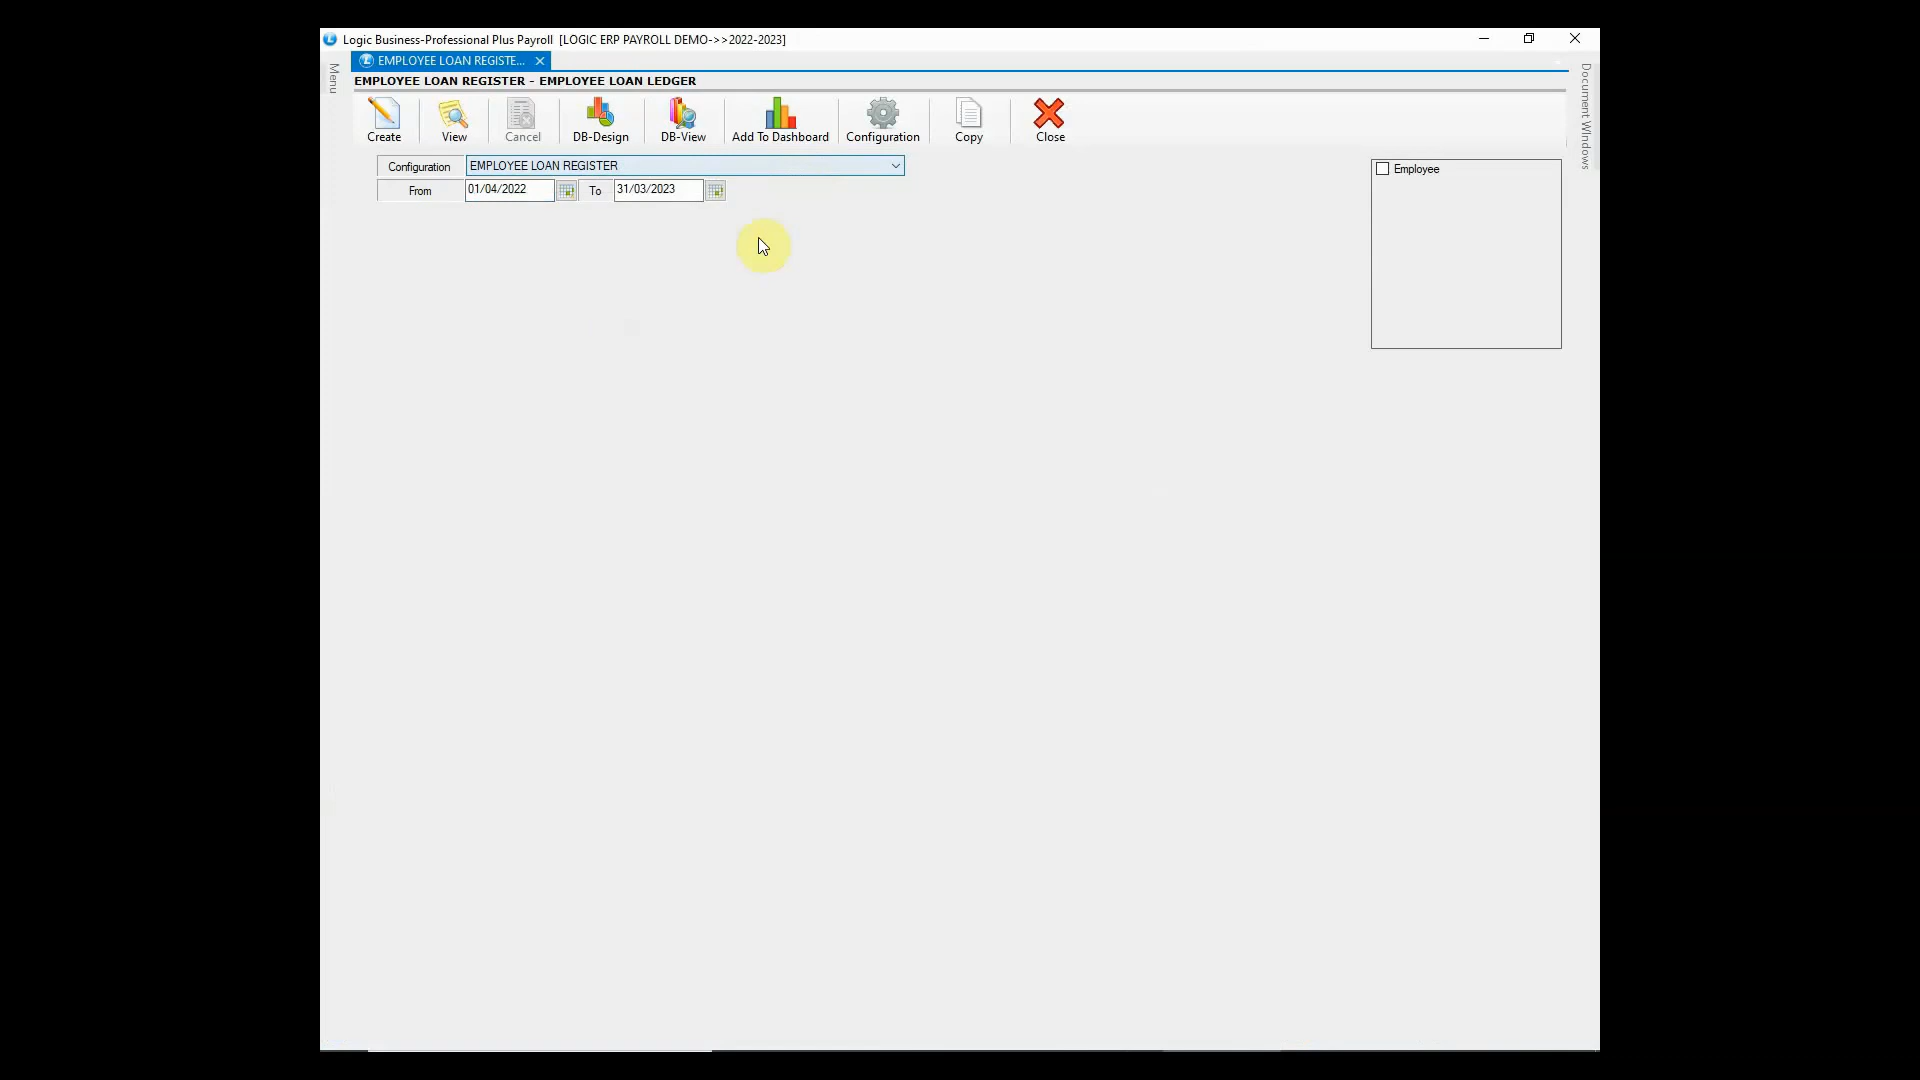 Logic Business-Professional Plus Payroll [LOGIC ERP PAYROLL DEMO->>2022-2023]
Menu
EMPLOYEE LOAN REGISTE...
Document Windows
EMPLOYEE LOAN REGISTER - EMPLOYEE LOAN LEDGER
Create View Cancel DB-Design DB-View Add To Dashboard Configuration Copy Close
Configuration EMPLOYEE LOAN REGISTER
Employee
From 01/04/2022 To 31/03/2023